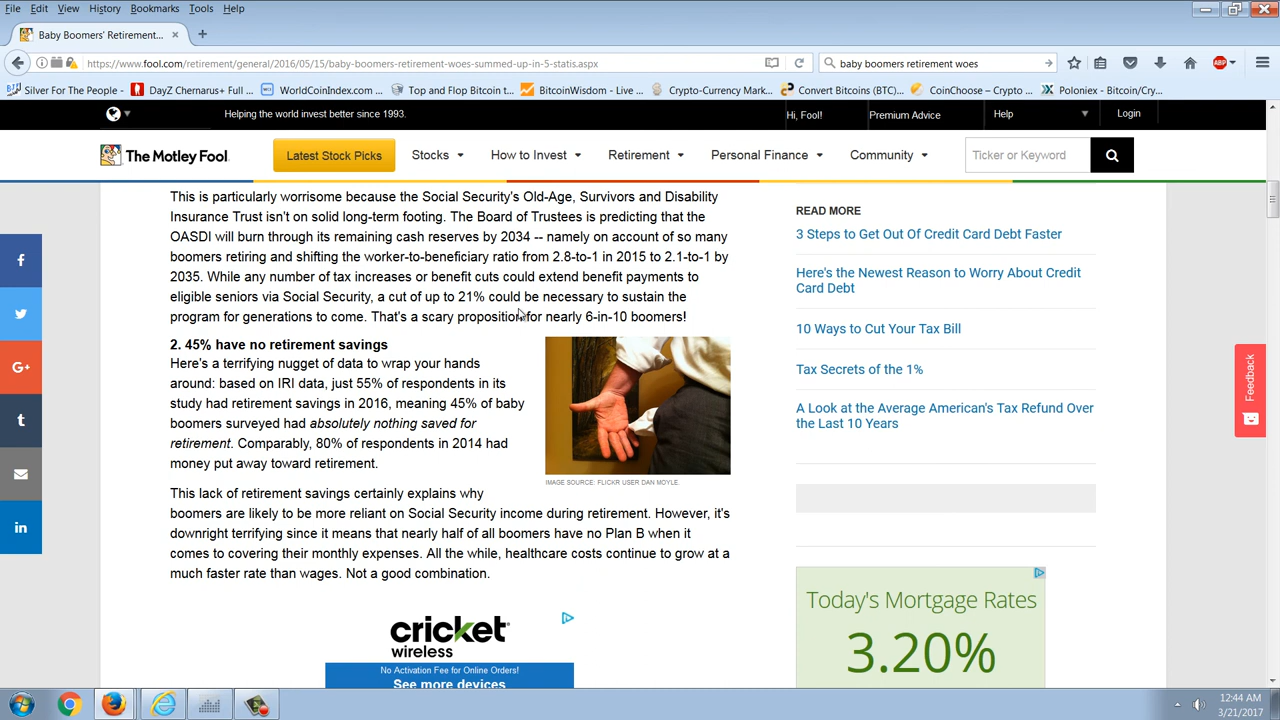 File Edit View History Bookmarks Tools Help
Baby Boomers' Retirement...
https://www.fool.com/retirement/general/2016/05/15/baby-boomers-retirement-woes-summed-up-in-5-statis.aspx
baby boomers retirement woes
ABP
Silver For The People - DayZ Chernarus+ Full ... WorldCoinIndex.com ... Top and Flop Bitcoin t... BitcoinWisdom - Live ... Crypto-Currency Mark... Convert Bitcoins (BTC)... CoinChoose – Crypto ... Poloniex - Bitcoin/Cry...
Helping the world invest better since 1993.
Hi, Fool!
Premium Advice
Help
Login
The Motley Fool
Latest Stock Picks
Stocks
How to Invest
Retirement
Personal Finance
Community
Ticker or Keyword
This is particularly worrisome because the Social Security's Old-Age, Survivors and Disability
Insurance Trust isn't on solid long-term footing. The Board of Trustees is predicting that the
OASDI will burn through its remaining cash reserves by 2034 -- namely on account of so many
boomers retiring and shifting the worker-to-beneficiary ratio from 2.8-to-1 in 2015 to 2.1-to-1 by
2035. While any number of tax increases or benefit cuts could extend benefit payments to
eligible seniors via Social Security, a cut of up to 21% could be necessary to sustain the
program for generations to come. That's a scary proposition for nearly 6-in-10 boomers!
2. 45% have no retirement savings
Here's a terrifying nugget of data to wrap your hands
around: based on IRI data, just 55% of respondents in its
study had retirement savings in 2016, meaning 45% of baby
boomers surveyed had absolutely nothing saved for
retirement. Comparably, 80% of respondents in 2014 had
money put away toward retirement.
IMAGE SOURCE: FLICKR USER DAN MOYLE.
This lack of retirement savings certainly explains why
boomers are likely to be more reliant on Social Security income during retirement. However, it's
downright terrifying since it means that nearly half of all boomers have no Plan B when it
comes to covering their monthly expenses. All the while, healthcare costs continue to grow at a
much faster rate than wages. Not a good combination.
cricket
wireless
No Activation Fee for Online Orders!
See more devices
READ MORE
3 Steps to Get Out Of Credit Card Debt Faster
Here's the Newest Reason to Worry About Credit
Card Debt
10 Ways to Cut Your Tax Bill
Tax Secrets of the 1%
A Look at the Average American's Tax Refund Over
the Last 10 Years
Today's Mortgage Rates
3.20%
Feedback
12:44 AM
3/21/2017